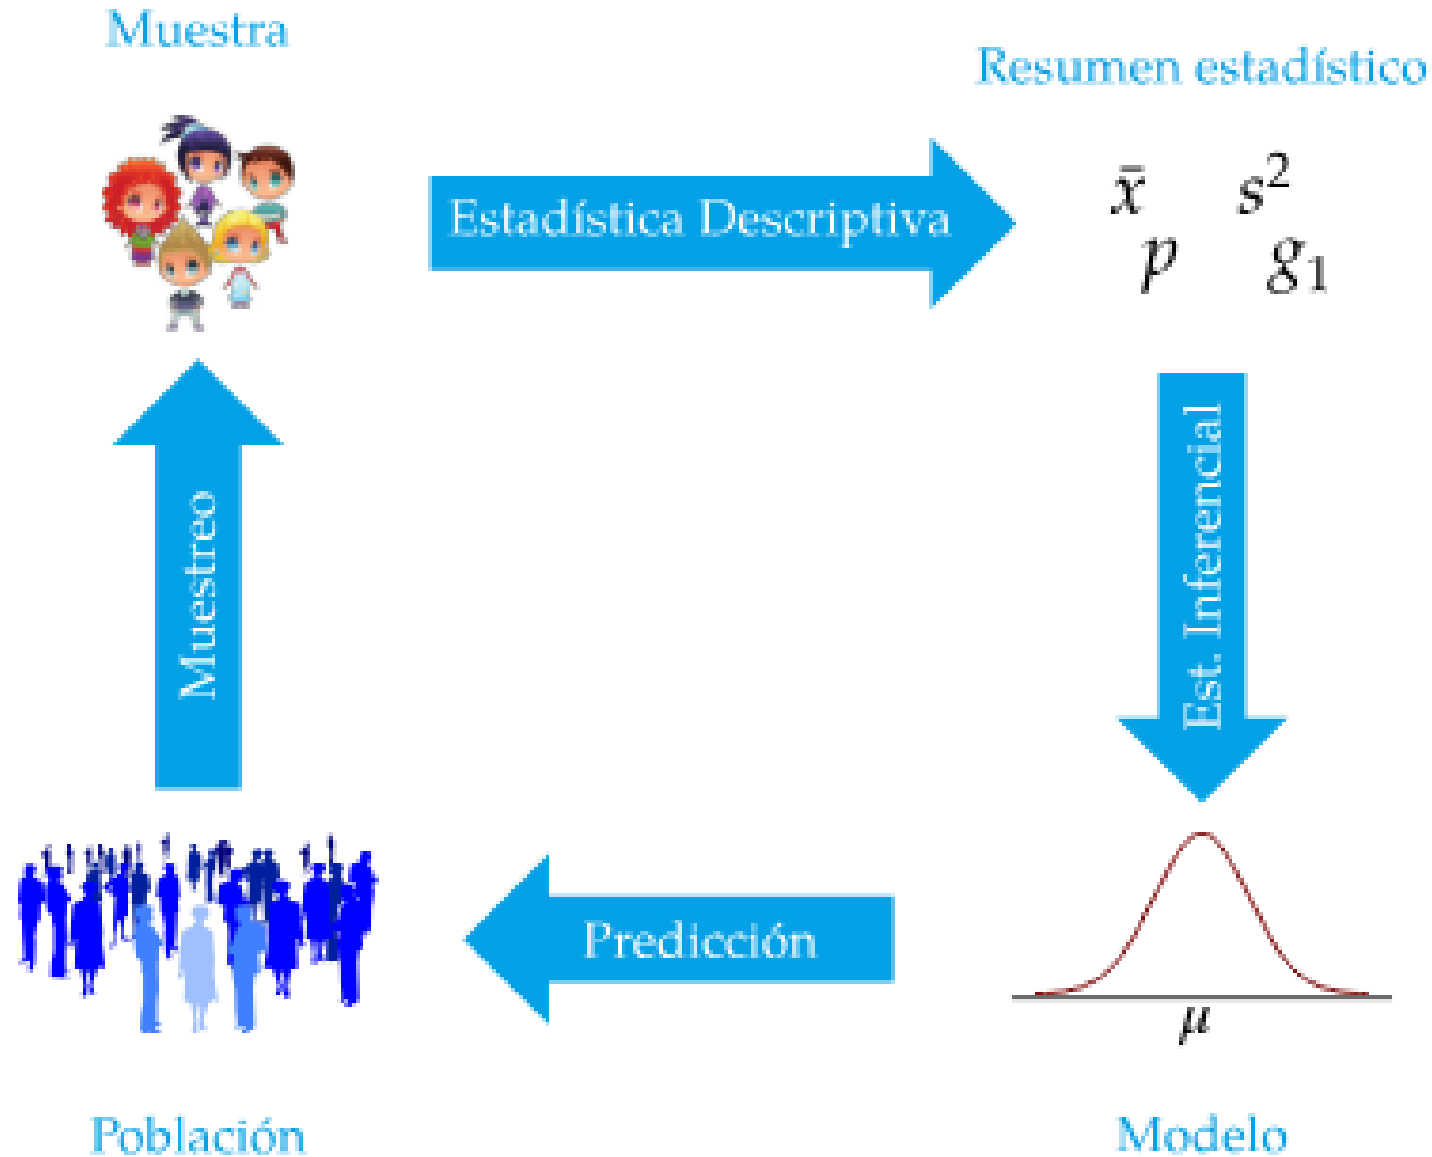 Muestra
Resumen estadístico
x̄ s²
p g₁
Estadística Descriptiva
Muestreo
Est. Inferencial
Predicción
μ
Población
Modelo